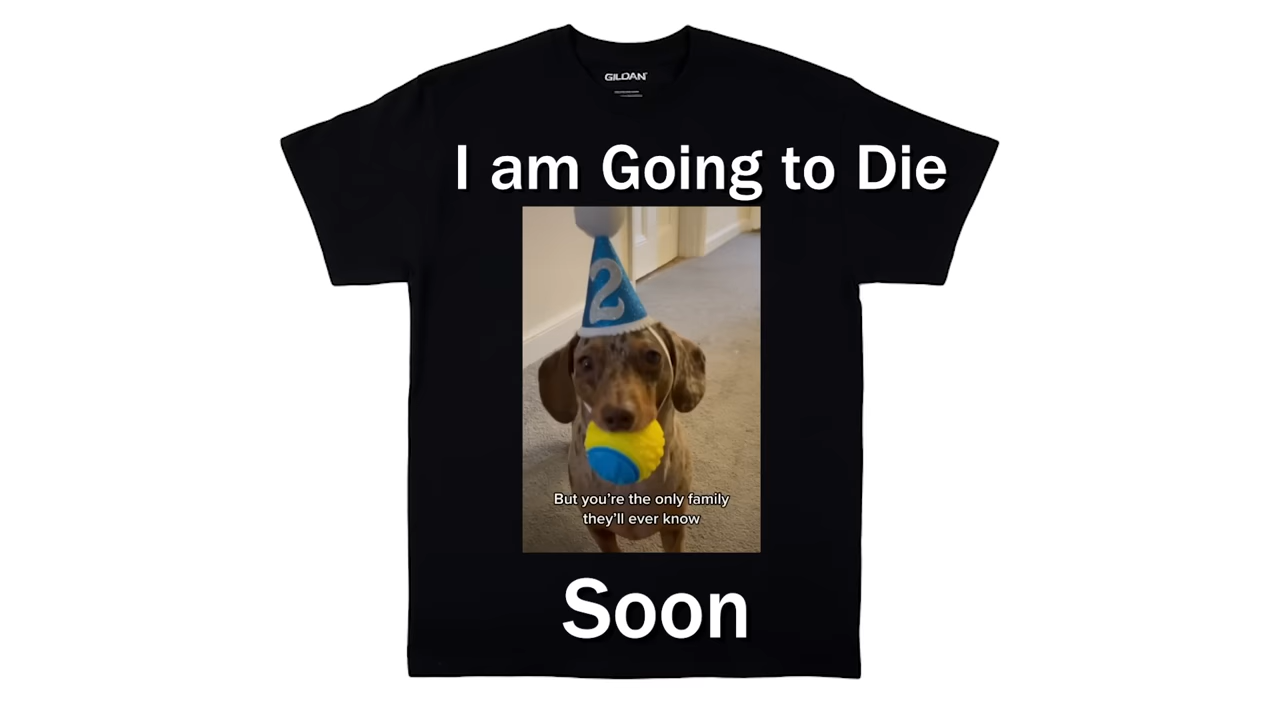 GILDAN
I am Going to Die
2
But you're the only family
they'll ever know
Soon